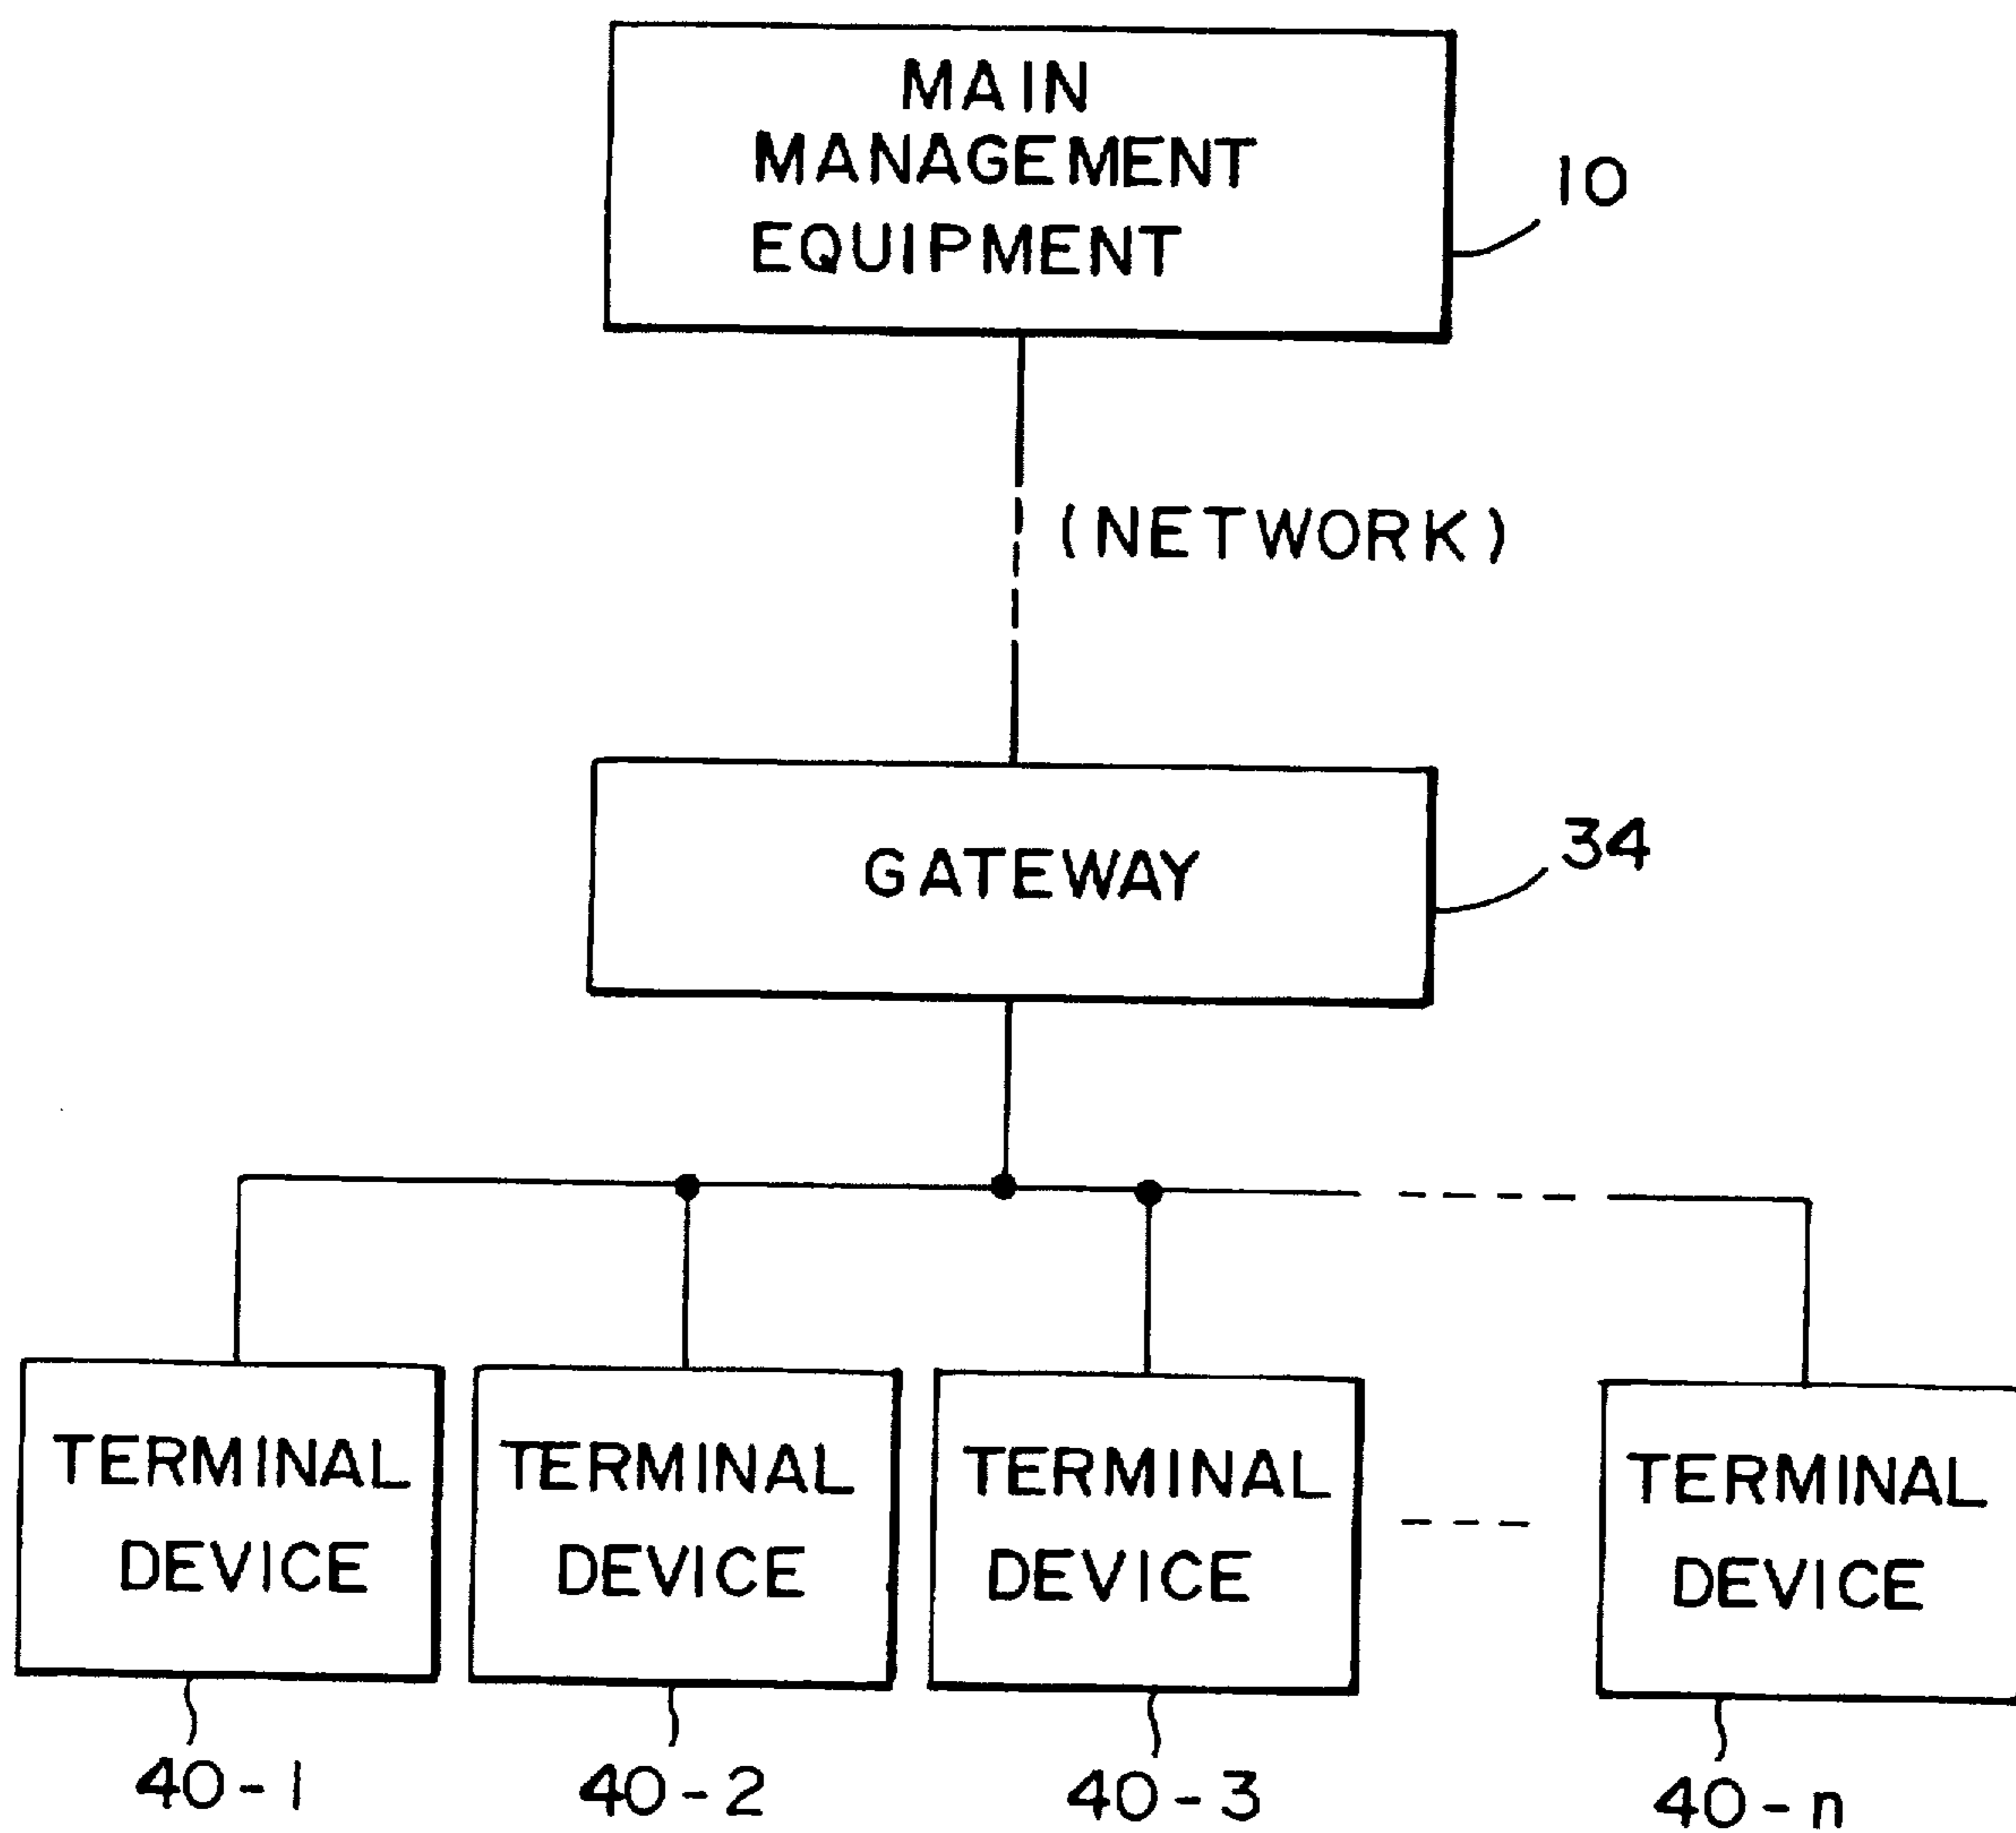 MAIN
MANAGEMENT
EQUIPMENT
10
(NETWORK)
GATEWAY
34
TERMINAL
DEVICE
TERMINAL
DEVICE
TERMINAL
DEVICE
TERMINAL
DEVICE
40-1
40-2
40-3
40-n